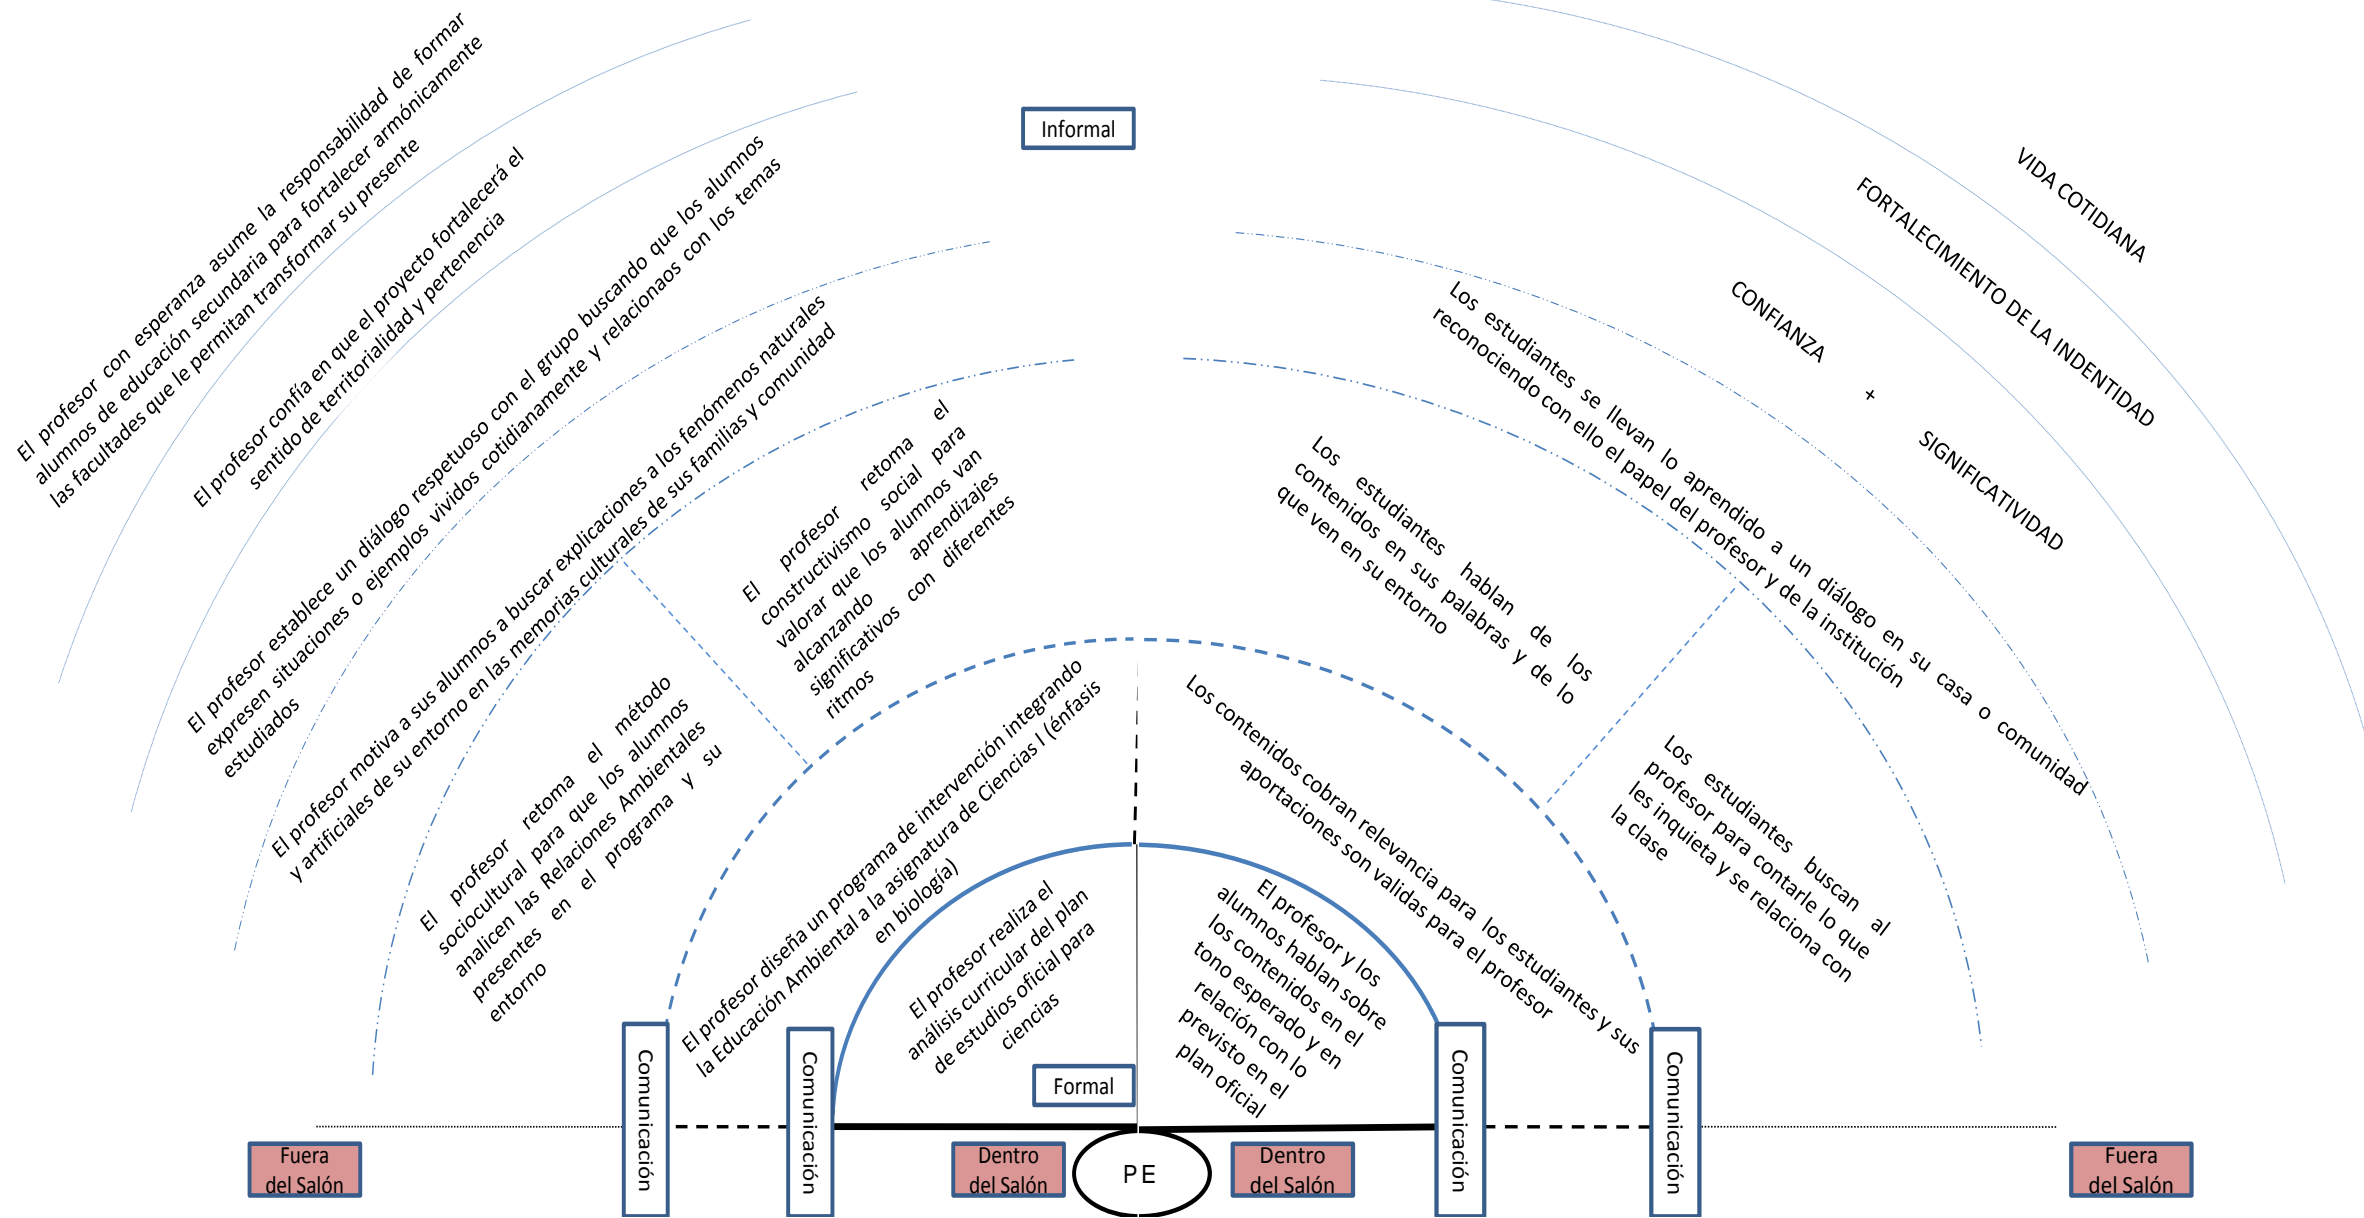 El profesor con esperanza asume la responsabilidad de formar
alumnos de educación secundaria para fortalecer armónicamente
las facultades que le permitan transformar su presente
El profesor confía en que el proyecto fortalecerá el
sentido de territorialidad y pertenencia
El profesor establece un diálogo respetuoso con el grupo buscando que los alumnos
expresen situaciones o ejemplos vividos cotidianamente y relacionaos con los temas
estudiados
El profesor motiva a sus alumnos a buscar explicaciones a los fenómenos naturales
y artificiales de su entorno en las memorias culturales de sus familias y comunidad
El profesor retoma el método
sociocultural para que los alumnos
analicen las Relaciones Ambientales
presentes en el programa y su
entorno
El profesor retoma el
constructivismo social para
valorar que los alumnos van
alcanzando aprendizajes
significativos con diferentes
ritmos
El profesor diseña un programa de intervención integrando
la Educación Ambiental a la asignatura de Ciencias I (énfasis
en biología)
El profesor realiza el
análisis curricular del plan
de estudios oficial para
ciencias
Informal
VIDA COTIDIANA
FORTALECIMIENTO DE LA INDENTIDAD
CONFIANZA
+
SIGNIFICATIVIDAD
Los estudiantes se llevan lo aprendido a un diálogo en su casa o comunidad
reconociendo con ello el papel del profesor y de la institución
Los estudiantes hablan de los
contenidos en sus palabras y de lo
que ven en su entorno
Los estudiantes buscan al
profesor para contarle lo que
les inquieta y se relaciona con
la clase
Los contenidos cobran relevancia para los estudiantes y sus
aportaciones son validas para el profesor
El profesor y los
alumnos hablan sobre
los contenidos en el
tono esperado y en
relación con lo
previsto en el
plan oficial
Formal
Comunicación
Comunicación
Comunicación
Comunicación
Fuera
del Salón
Dentro
del Salón
PE
Dentro
del Salón
Fuera
del Salón